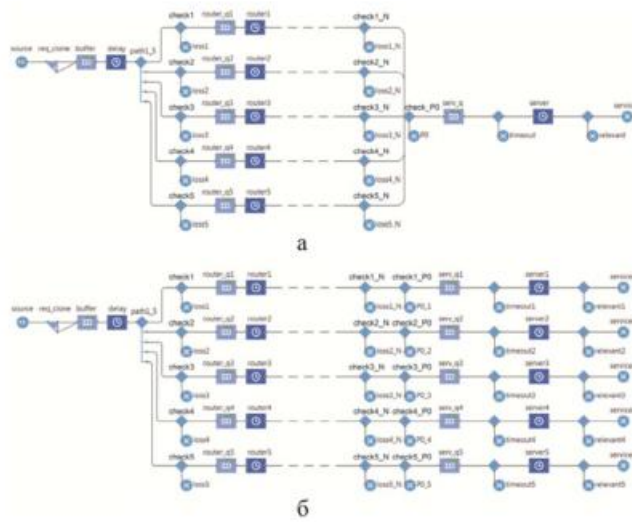 check1 router_q1 router1 check1_N
source req_clone buffer delay path1_5 loss1 loss1_N
check2 router_q2 router2 check2_N
loss2 loss2_N
check3 router_q3 router3 check3_N check_P0 serv_q server service
loss3 loss3_N P0 timeout relevant
check4 router_q4 router4 check4_N
loss4 loss4_N
check5 router_q5 router5 check5_N
loss5 loss5_N
а
check1 router_q1 router1 check1_N check1_P0 serv_q1 server1 service
source req_clone buffer delay path1_5 loss1 loss1_N P0_1 timeout1 relevant1
check2 router_q2 router2 check2_N check2_P0 serv_q2 server2 service
loss2 loss2_N P0_2 timeout2 relevant2
check3 router_q3 router3 check3_N check3_P0 serv_q3 server3 service
loss3 loss3_N P0_3 timeout3 relevant3
check4 router_q4 router4 check4_N check4_P0 serv_q4 server4 service
loss4 loss4_N P0_4 timeout4 relevant4
check5 router_q5 router5 check5_N check5_P0 serv_q5 server5 service
loss5 loss5_N P0_5 timeout5 relevant5
б